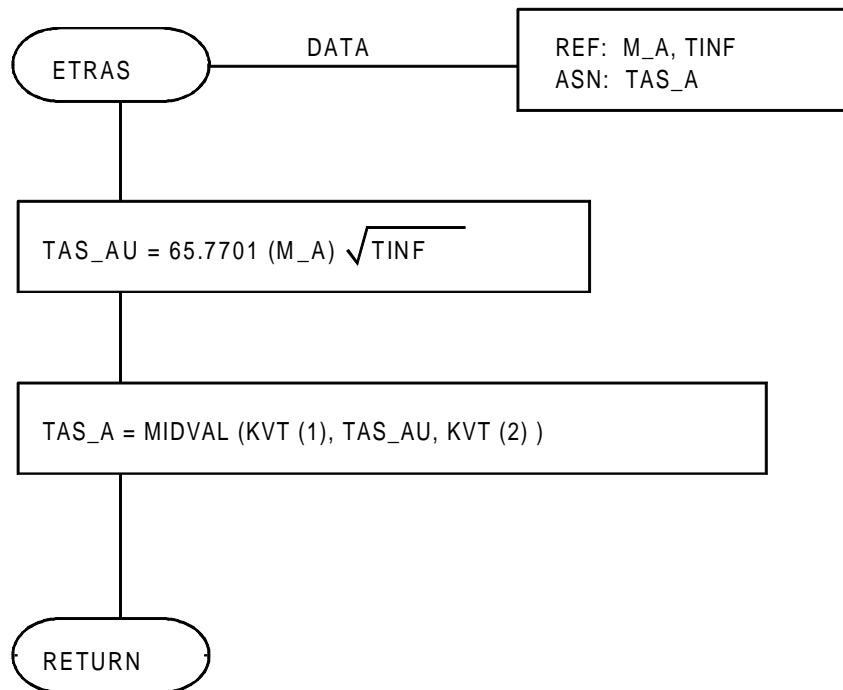 ETRAS
DATA
REF: M_A, TINF
ASN: TAS_A
TAS_AU = 65.7701 (M_A) √TINF
TAS_A = MIDVAL (KVT (1), TAS_AU, KVT (2) )
RETURN